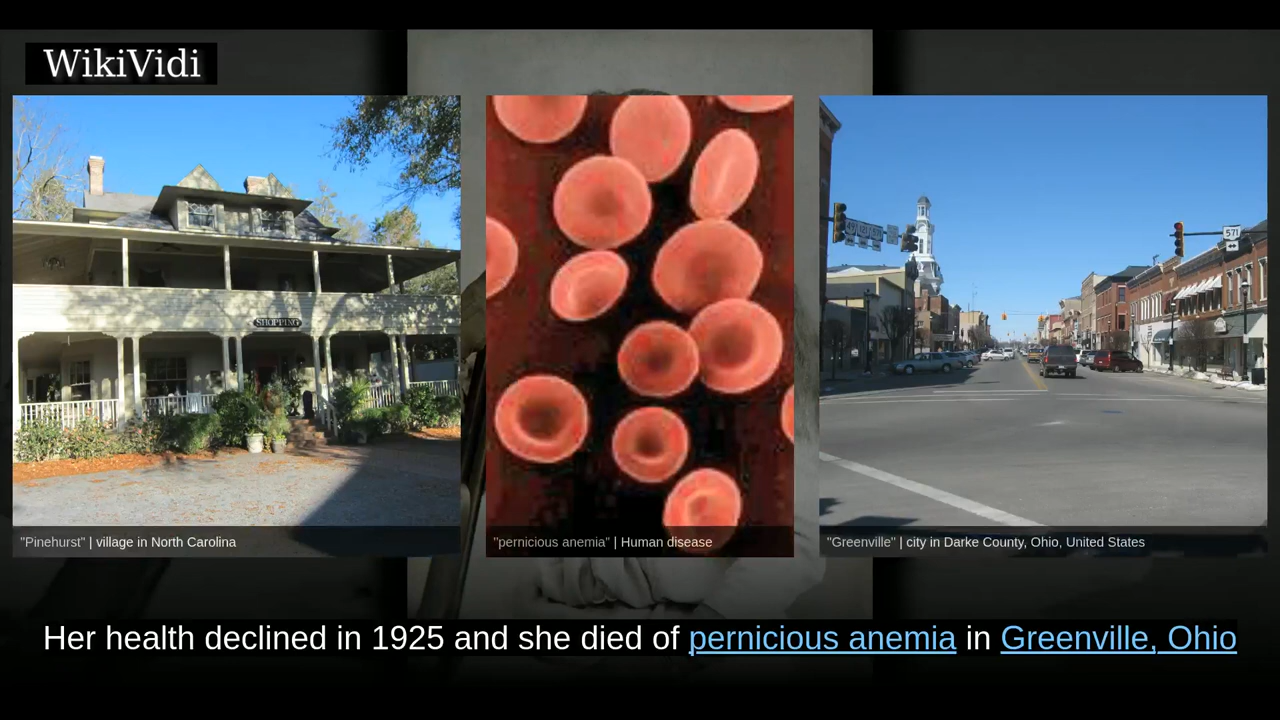 WikiVidi
SHOPPING
571
"Pinehurst" | village in North Carolina
"pernicious anemia" | Human disease
"Greenville" | city in Darke County, Ohio, United States
Her health declined in 1925 and she died of pernicious anemia in Greenville, Ohio